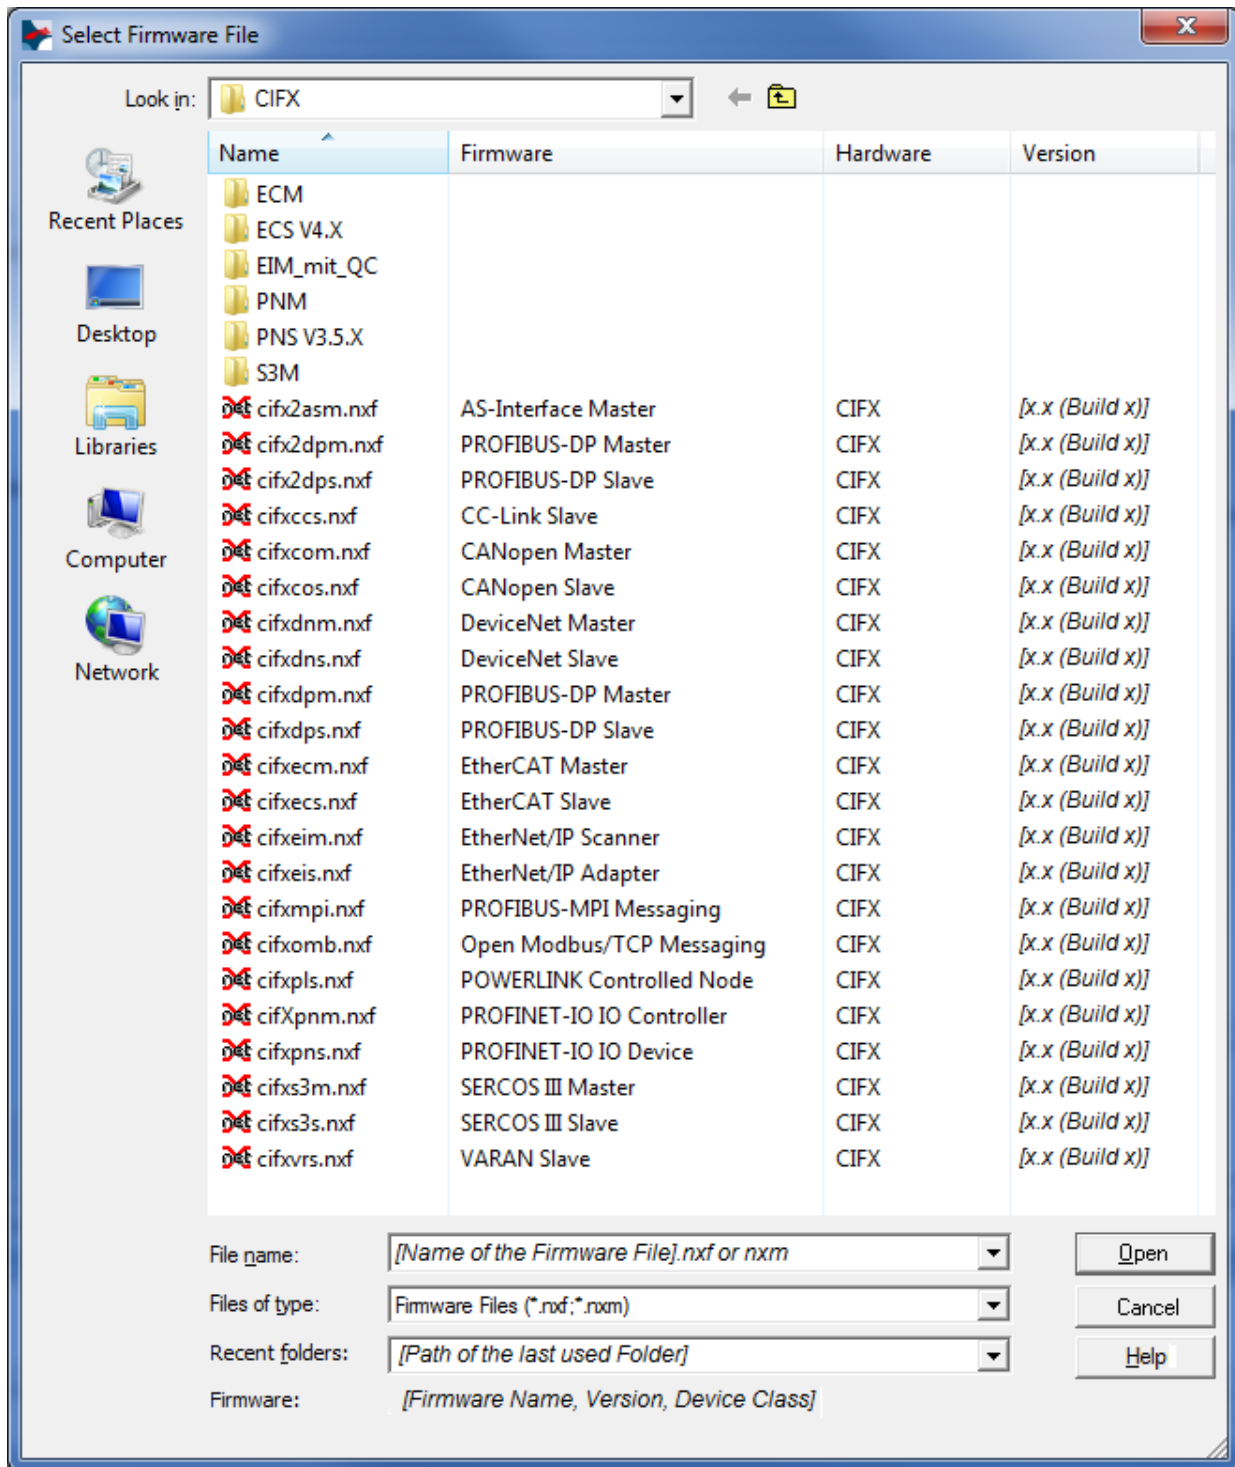 Select Firmware File
Look in: CIFX
Name Firmware Hardware Version
Recent Places
Desktop
Libraries
Computer
Network
ECM
ECS V4.X
EIM_mit_QC
PNM
PNS V3.5.X
S3M
cifx2asm.nxf AS-Interface Master CIFX [x.x (Build x)]
cifx2dpm.nxf PROFIBUS-DP Master CIFX [x.x (Build x)]
cifx2dps.nxf PROFIBUS-DP Slave CIFX [x.x (Build x)]
cifxccs.nxf CC-Link Slave CIFX [x.x (Build x)]
cifxcom.nxf CANopen Master CIFX [x.x (Build x)]
cifxcos.nxf CANopen Slave CIFX [x.x (Build x)]
cifxdnm.nxf DeviceNet Master CIFX [x.x (Build x)]
cifxdns.nxf DeviceNet Slave CIFX [x.x (Build x)]
cifxdpm.nxf PROFIBUS-DP Master CIFX [x.x (Build x)]
cifxdps.nxf PROFIBUS-DP Slave CIFX [x.x (Build x)]
cifxecm.nxf EtherCAT Master CIFX [x.x (Build x)]
cifxecs.nxf EtherCAT Slave CIFX [x.x (Build x)]
cifxeim.nxf EtherNet/IP Scanner CIFX [x.x (Build x)]
cifxeis.nxf EtherNet/IP Adapter CIFX [x.x (Build x)]
cifxmpi.nxf PROFIBUS-MPI Messaging CIFX [x.x (Build x)]
cifxomb.nxf Open Modbus/TCP Messaging CIFX [x.x (Build x)]
cifxpls.nxf POWERLINK Controlled Node CIFX [x.x (Build x)]
cifXpnm.nxf PROFINET-IO IO Controller CIFX [x.x (Build x)]
cifxpns.nxf PROFINET-IO IO Device CIFX [x.x (Build x)]
cifxs3m.nxf SERCOS III Master CIFX [x.x (Build x)]
cifxs3s.nxf SERCOS III Slave CIFX [x.x (Build x)]
cifxvrs.nxf VARAN Slave CIFX [x.x (Build x)]
File name: [Name of the Firmware File].nxf or nxm Open
Files of type: Firmware Files (*.nxf;*.nxm) Cancel
Recent folders: [Path of the last used Folder] Help
Firmware: [Firmware Name, Version, Device Class]